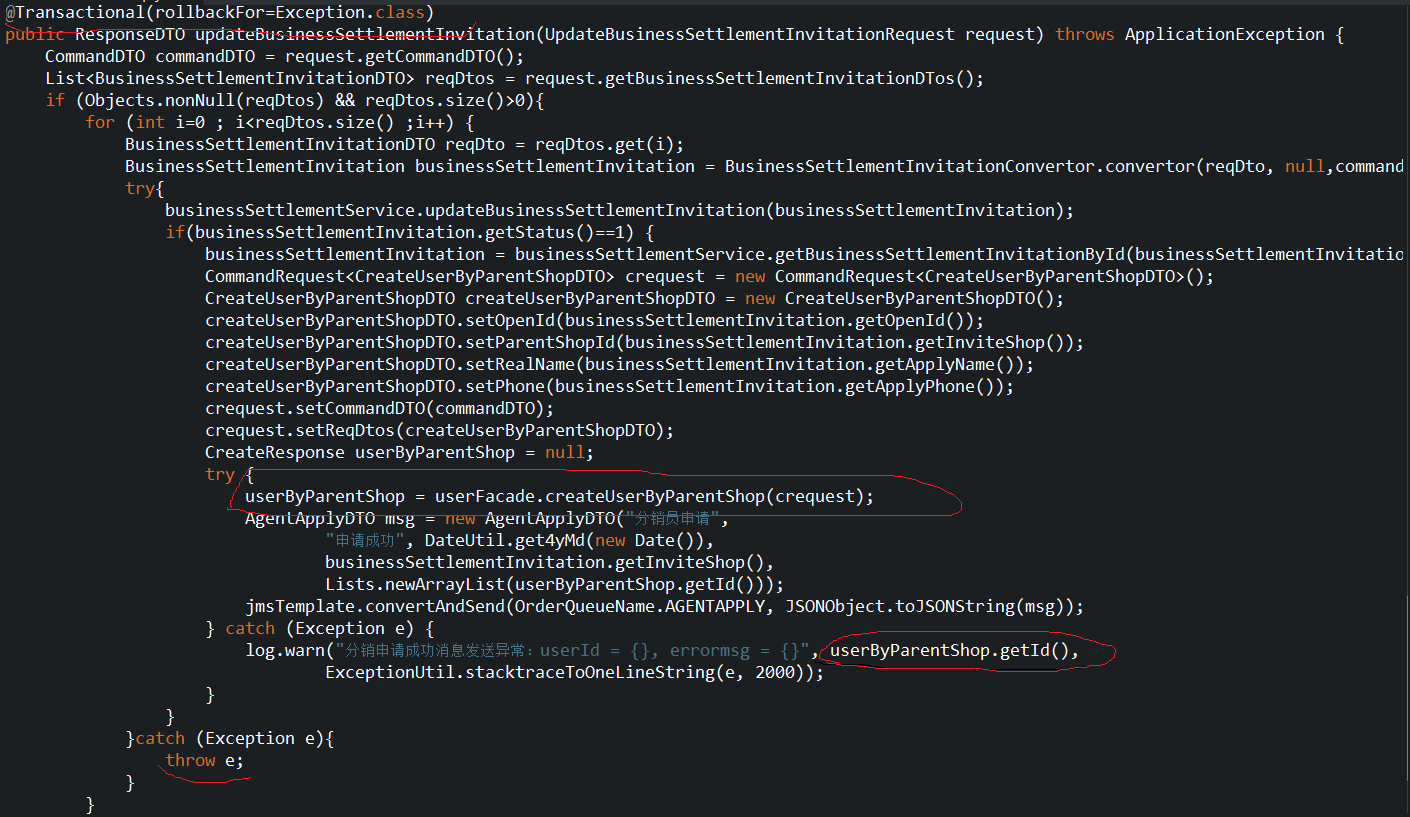 @Transactional(rollbackFor=Exception.class)
public ResponseDTO updateBusinessSettlementInvitation(UpdateBusinessSettlementInvitationRequest request) throws ApplicationException {
CommandDTO commandDTO = request.getCommandDTO();
List<BusinessSettlementInvitationDTO> reqDtos = request.getBusinessSettlementInvitationDTos();
if (Objects.nonNull(reqDtos) && reqDtos.size()>0){
for (int i=0 ; i<reqDtos.size() ;i++) {
BusinessSettlementInvitationDTO reqDto = reqDtos.get(i);
BusinessSettlementInvitation businessSettlementInvitation = BusinessSettlementInvitationConvertor.convertor(reqDto, null,command
try{
businessSettlementService.updateBusinessSettlementInvitation(businessSettlementInvitation);
if(businessSettlementInvitation.getStatus()==1) {
businessSettlementInvitation = businessSettlementService.getBusinessSettlementInvitationById(businessSettlementInvitatio
CommandRequest<CreateUserByParentShopDTO> crequest = new CommandRequest<CreateUserByParentShopDTO>();
CreateUserByParentShopDTO createUserByParentShopDTO = new CreateUserByParentShopDTO();
createUserByParentShopDTO.setOpenId(businessSettlementInvitation.getOpenId());
createUserByParentShopDTO.setParentShopId(businessSettlementInvitation.getInviteShop());
createUserByParentShopDTO.setRealName(businessSettlementInvitation.getApplyName());
createUserByParentShopDTO.setPhone(businessSettlementInvitation.getApplyPhone());
crequest.setCommandDTO(commandDTO);
crequest.setReqDtos(createUserByParentShopDTO);
CreateResponse userByParentShop = null;
try {
userByParentShop = userFacade.createUserByParentShop(crequest);
AgentApplyDTO msg = new AgentApplyDTO("分销员申请",
"申请成功", DateUtil.get4yMd(new Date()),
businessSettlementInvitation.getInviteShop(),
Lists.newArrayList(userByParentShop.getId()));
jmsTemplate.convertAndSend(OrderQueueName.AGENTAPPLY, JSONObject.toJSONString(msg));
} catch (Exception e) {
log.warn("分销申请成功消息发送异常：userId = {}, errormsg = {}", userByParentShop.getId(),
ExceptionUtil.stacktraceToOneLineString(e, 2000));
}
}
}catch (Exception e){
throw e;
}
}